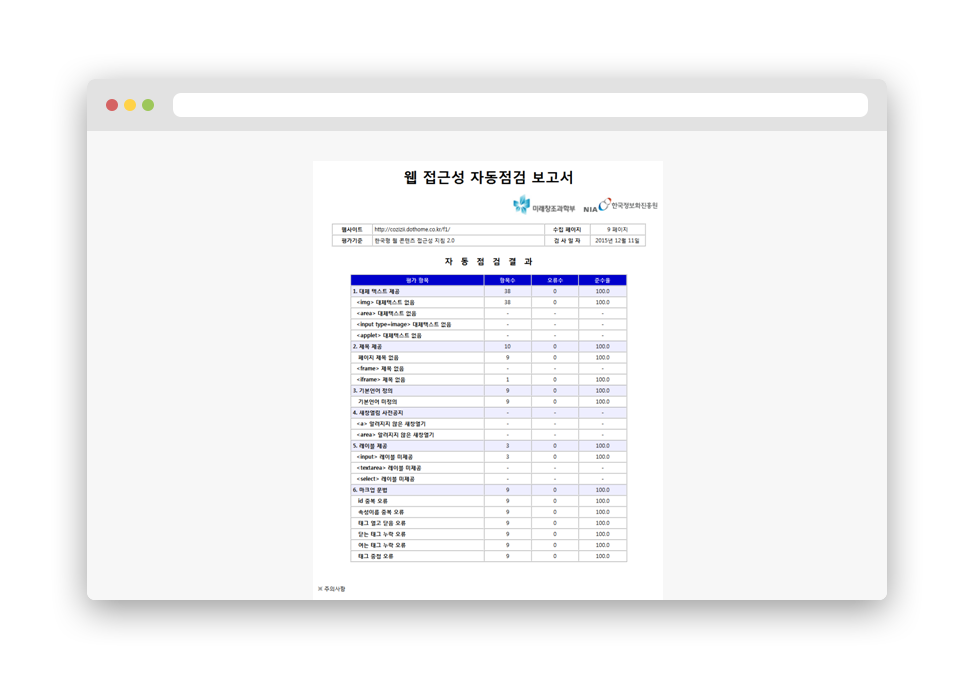 웹 접근성 자동점검 보고서
미래창조과학부 NIA 한국정보화진흥원
웹사이트 http://cozizii.dothome.co.kr/f1/ 수집 페이지 9 페이지
평가기준 한국형 웹 콘텐츠 접근성 지침 2.0 검 사 일 자 2015년 12월 11일
자 동 점 검 결 과
평가 항목 항목수 오류수 준수율
1. 대체 텍스트 제공 38 0 100.0
<img> 대체텍스트 없음 38 0 100.0
<area> 대체텍스트 없음 - - -
<input type=image> 대체텍스트 없음 - - -
<applet> 대체텍스트 없음 - - -
2. 제목 제공 10 0 100.0
페이지 제목 없음 9 0 100.0
<frame> 제목 없음 - - -
<iframe> 제목 없음 1 0 100.0
3. 기본언어 정의 9 0 100.0
기본언어 미정의 9 0 100.0
4. 새창열림 사전공지 - - -
<a> 알려지지 않은 새창열기 - - -
<area> 알려지지 않은 새창열기 - - -
5. 레이블 제공 3 0 100.0
<input> 레이블 미제공 3 0 100.0
<textarea> 레이블 미제공 - - -
<select> 레이블 미제공 - - -
6. 마크업 문법 9 0 100.0
id 중복 오류 9 0 100.0
속성이름 중복 오류 9 0 100.0
태그 열고 닫음 오류 9 0 100.0
닫는 태그 누락 오류 9 0 100.0
여는 태그 누락 오류 9 0 100.0
태그 중첩 오류 9 0 100.0
※ 주의사항